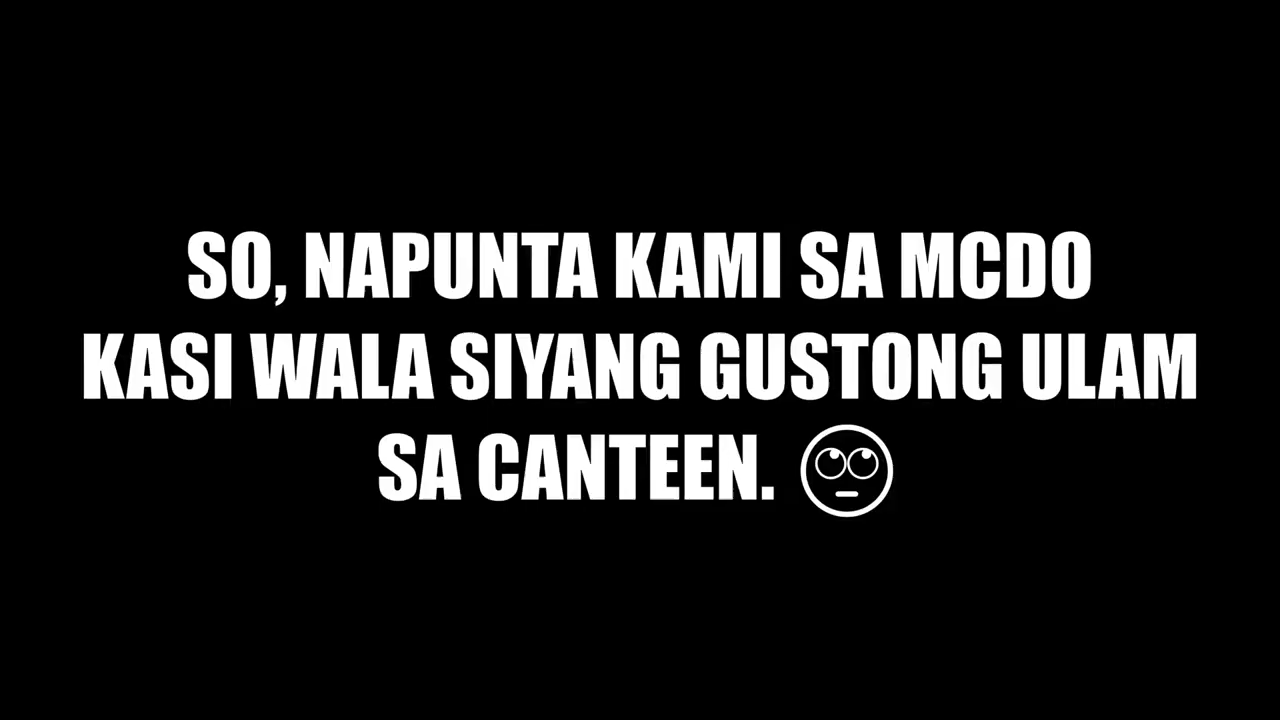 SO, NAPUNTA KAMI SA MCDO
KASI WALA SIYANG GUSTONG ULAM
SA CANTEEN. 🙄